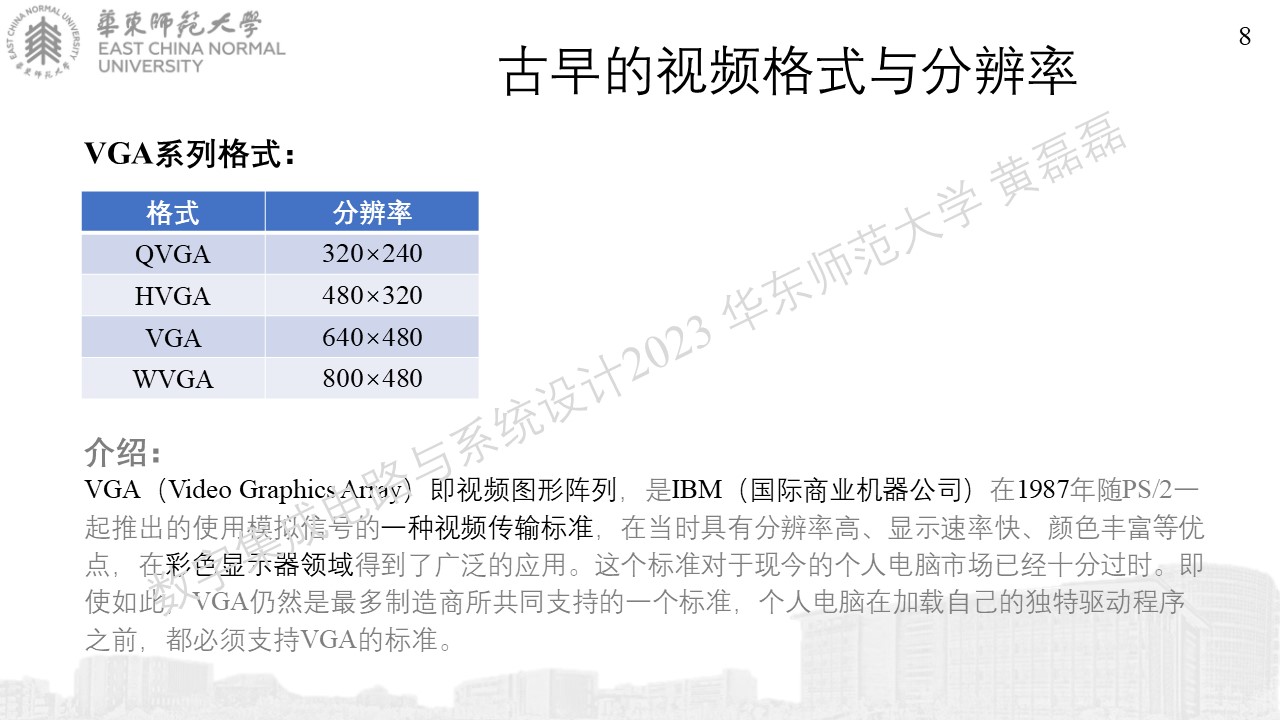 華東師範大學
EAST CHINA NORMAL
UNIVERSITY
8
古早的视频格式与分辨率
VGA系列格式：
格式 分辨率
QVGA 320×240
HVGA 480×320
VGA 640×480
WVGA 800×480
介绍：
VGA（Video Graphics Array）即视频图形阵列，是IBM（国际商业机器公司）在1987年随PS/2一
起推出的使用模拟信号的一种视频传输标准，在当时具有分辨率高、显示速率快、颜色丰富等优
点，在彩色显示器领域得到了广泛的应用。这个标准对于现今的个人电脑市场已经十分过时。即
使如此，VGA仍然是最多制造商所共同支持的一个标准，个人电脑在加载自己的独特驱动程序
之前，都必须支持VGA的标准。
数字集成电路与系统设计2023 华东师范大学 黄磊磊